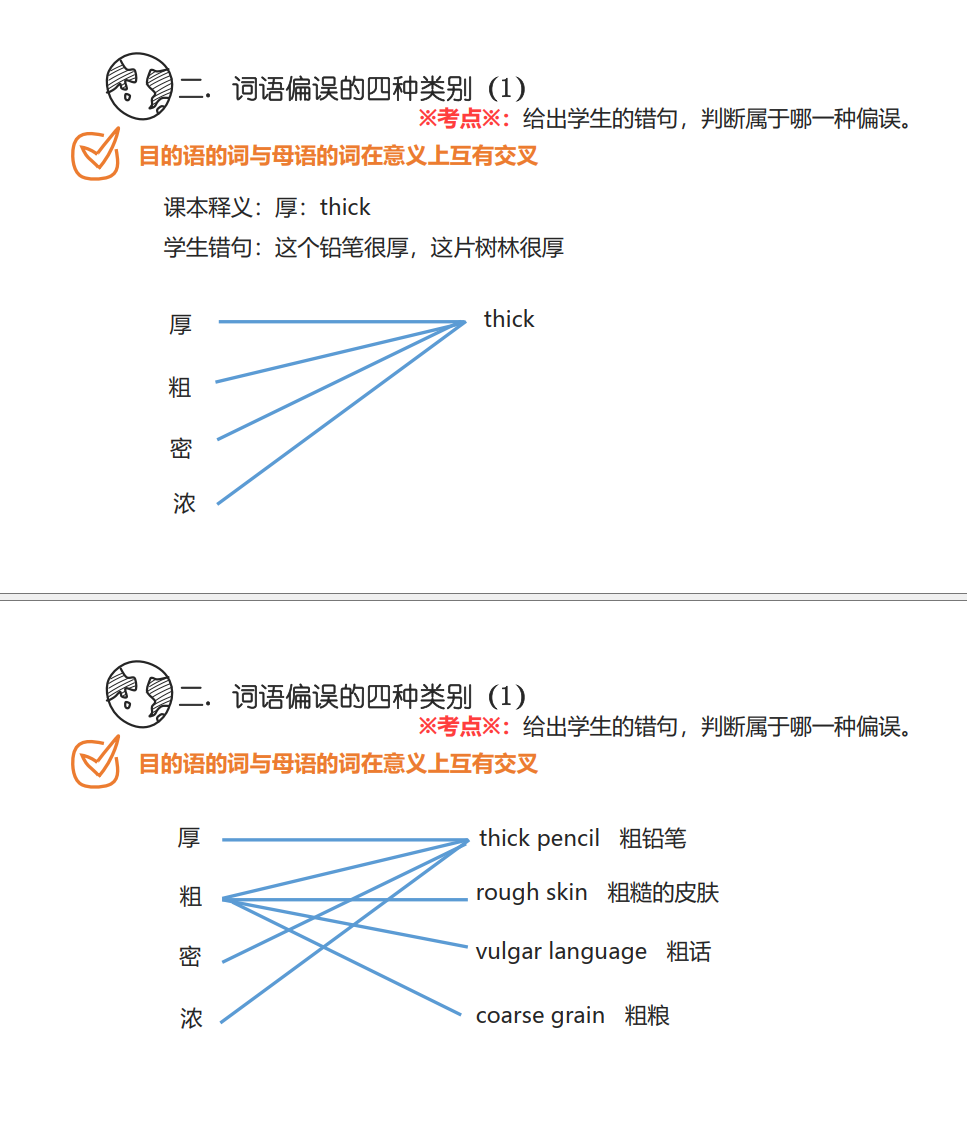 二. 词语偏误的四种类别（1）
※考点※：给出学生的错句，判断属于哪一种偏误。
目的语的词与母语的词在意义上互有交叉
课本释义：厚：thick
学生错句：这个铅笔很厚，这片树林很厚
厚 thick
粗
密
浓
二. 词语偏误的四种类别（1）
※考点※：给出学生的错句，判断属于哪一种偏误。
目的语的词与母语的词在意义上互有交叉
厚 thick pencil 粗铅笔
粗 rough skin 粗糙的皮肤
密 vulgar language 粗话
浓 coarse grain 粗粮